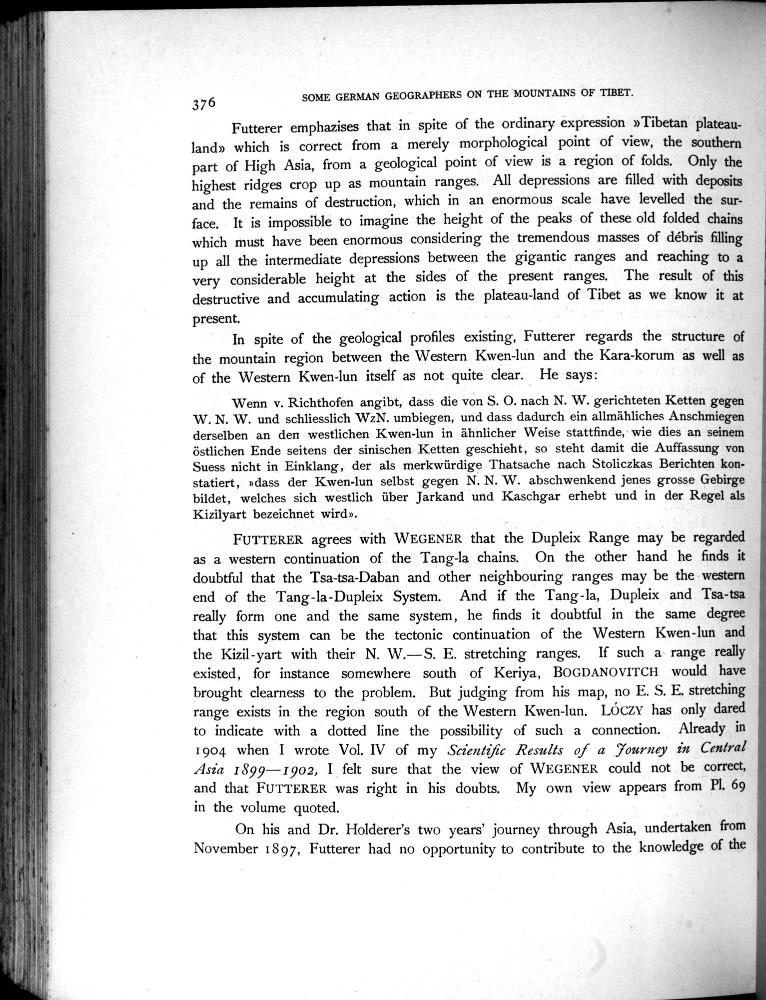 376
SOME GERMAN GEOGRAPHERS ON THE MOUNTAINS OF TIBET.
Futterer emphazises that in spite of the ordinary expression »Tibetan plateau-
land» which is correct from a merely morphological point of view, the southern
part of High Asia, from a geological point of view is a region of folds. Only the
highest ridges crop up as mountain ranges. All depressions are filled with deposits
and the remains of destruction, which in an enormous scale have levelled the sur-
face. It is impossible to imagine the height of the peaks of these old folded chains
which must have been enormous considering the tremendous masses of débris filling
up all the intermediate depressions between the gigantic ranges and reaching to a
very considerable height at the sides of the present ranges. The result of this
destructive and accumulating action is the plateau-land of Tibet as we know it at
present.
In spite of the geological profiles existing, Futterer regards the structure of
the mountain region between the Western Kwen-lun and the Kara-korum as well as
of the Western Kwen-lun itself as not quite clear. He says:
Wenn v. Richthofen angibt, dass die von S. O. nach N. W. gerichteten Ketten gegen
W. N. W. und schliesslich WzN. umbiegen, und dass dadurch ein allmähliches Anschmiegen
derselben an den westlichen Kwen-lun in ähnlicher Weise stattfinde, wie dies an seinem
östlichen Ende seitens der sinischen Ketten geschieht, so steht damit die Auffassung von
Suess nicht in Einklang, der als merkwürdige Thatsache nach Stoliczkas Berichten kon-
statiert, »dass der Kwen-lun selbst gegen N. N. W. abschwenkend jenes grosse Gebirge
bildet, welches sich westlich über Jarkand und Kaschgar erhebt und in der Regel als
Kizilyart bezeichnet wird».
FUTTERER agrees with WEGENER that the Dupleix Range may be regarded
as a western continuation of the Tang-la chains. On the other hand he finds it
doubtful that the Tsa-tsa-Daban and other neighbouring ranges may be the western
end of the Tang-la-Dupleix System. And if the Tang-la, Dupleix and Tsa-tsa
really form one and the same system, he finds it doubtful in the same degree
that this system can be the tectonic continuation of the Western Kwen-lun and
the Kizil-yart with their N. W.—S. E. stretching ranges. If such a range really
existed, for instance somewhere south of Keriya, BOGDANOVITCH would have
brought clearness to the problem. But judging from his map, no E. S. E. stretching
range exists in the region south of the Western Kwen-lun. LÓCZY has only dared
to indicate with a dotted line the possibility of such a connection. Already in
1904 when I wrote Vol. IV of my Scientific Results of a Journey in Central
Asia 1899—1902, I felt sure that the view of WEGENER could not be correct,
and that FUTTERER was right in his doubts. My own view appears from Pl. 69
in the volume quoted.
On his and Dr. Holderer's two years' journey through Asia, undertaken from
November 1897, Futterer had no opportunity to contribute to the knowledge of the